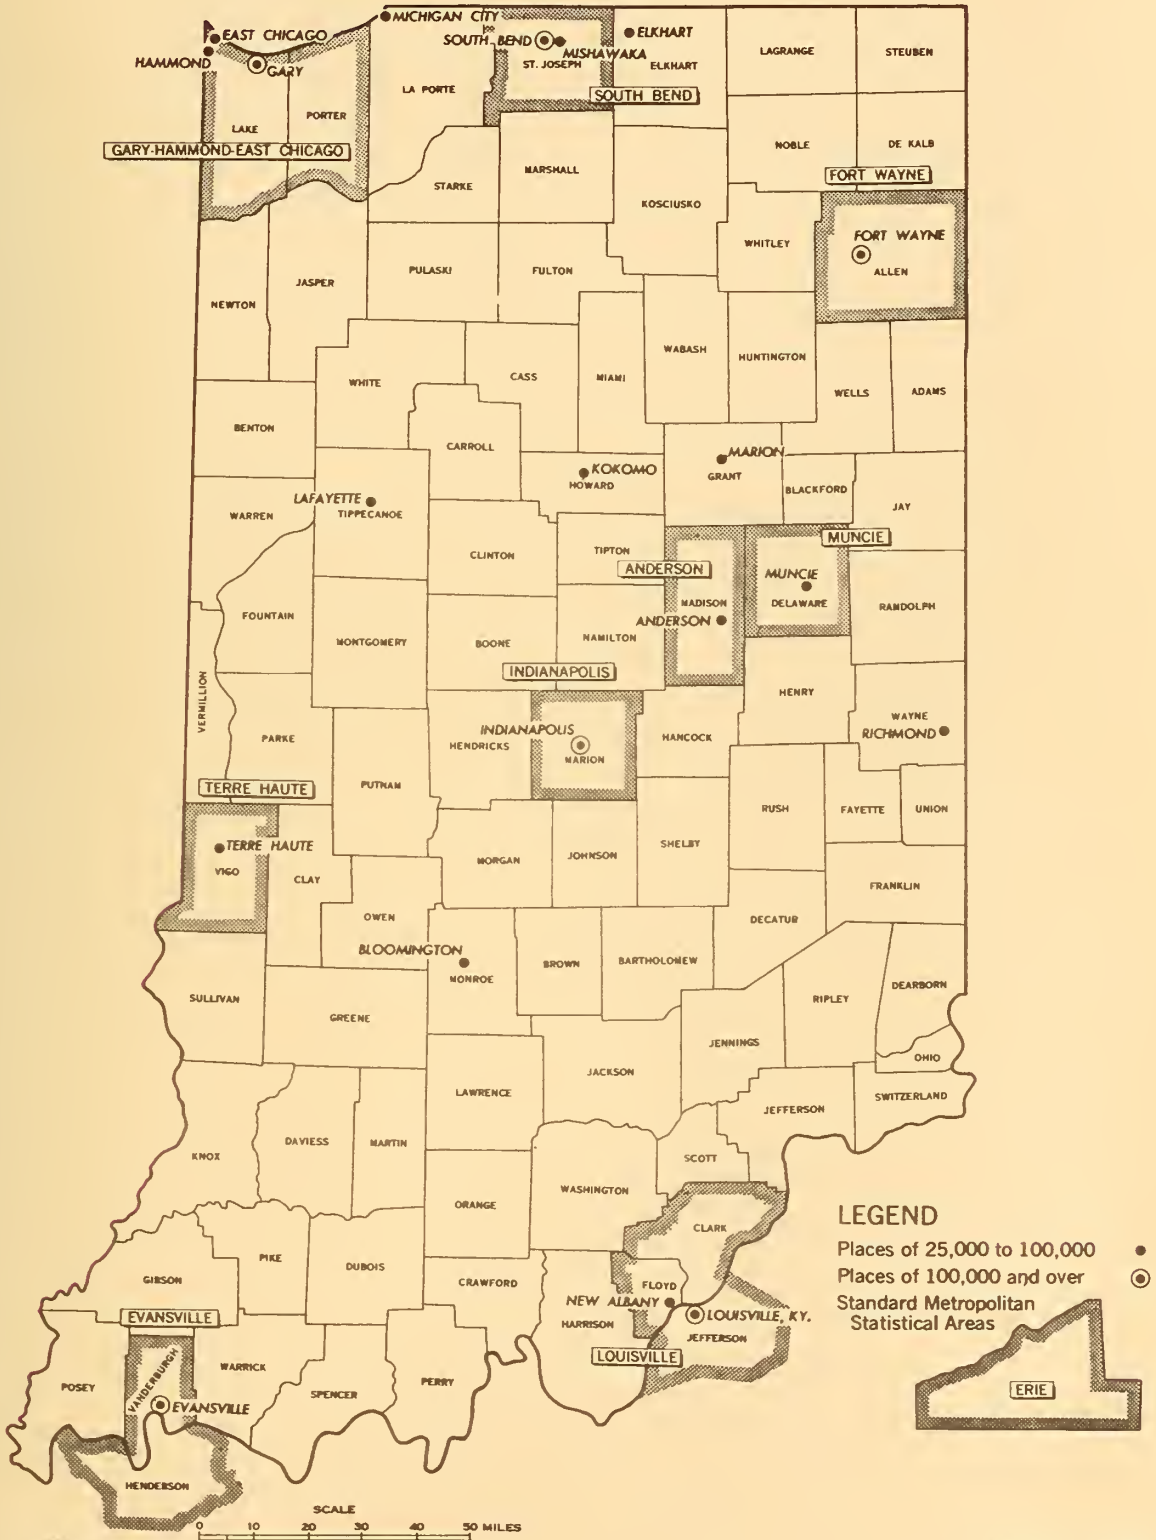 MICHIGAN CITY
EAST CHICAGO
HAMMOND
GARY
SOUTH BEND
MISHAWAKA
ST. JOSEPH
ELKHART
ELKHART
LAGRANGE
STEUBEN
LA PORTE
SOUTH BEND
LAKE
PORTER
GARY-HAMMOND-EAST CHICAGO
NOBLE
DE KALB
STARKE
MARSHALL
FORT WAYNE
KOSCIUSKO
WHITLEY
FORT WAYNE
ALLEN
PULASKI
FULTON
JASPER
NEWTON
WABASH
HUNTINGTON
WHITE
CASS
MIAMI
WELLS
ADAMS
BENTON
CARROLL
MARION
KOKOMO
HOWARD
GRANT
BLACKFORD
LAFAYETTE
TIPPECANOE
WARREN
JAY
CLINTON
TIPTON
MUNCIE
ANDERSON
MUNCIE
MADISON
DELAWARE
RANDOLPH
FOUNTAIN
ANDERSON
MONTGOMERY
BOONE
HAMILTON
INDIANAPOLIS
HENRY
VERMILLION
WAYNE
RICHMOND
PARKE
INDIANAPOLIS
HENDRICKS
HANCOCK
MARION
TERRE HAUTE
PUTNAM
RUSH
FAYETTE
UNION
TERRE HAUTE
VIGO
CLAY
MORGAN
JOHNSON
SHELBY
FRANKLIN
OWEN
DECATUR
BLOOMINGTON
MONROE
BROWN
BARTHOLOMEW
SULLIVAN
RIPLEY
DEARBORN
GREENE
JENNINGS
OHIO
JACKSON
LAWRENCE
SWITZERLAND
JEFFERSON
DAVIESS
MARTIN
KNOX
SCOTT
WASHINGTON
ORANGE
CLARK
LEGEND
Places of 25,000 to 100,000
Places of 100,000 and over
Standard Metropolitan
Statistical Areas
ERIE
PIKE
DUBOIS
GIBSON
CRAWFORD
FLOYD
NEW ALBANY
LOUISVILLE, KY.
HARRISON
JEFFERSON
LOUISVILLE
EVANSVILLE
VANDERBURGH
WARRICK
POSEY
SPENCER
PERRY
EVANSVILLE
HENDERSON
SCALE
0 10 20 30 40 50 MILES